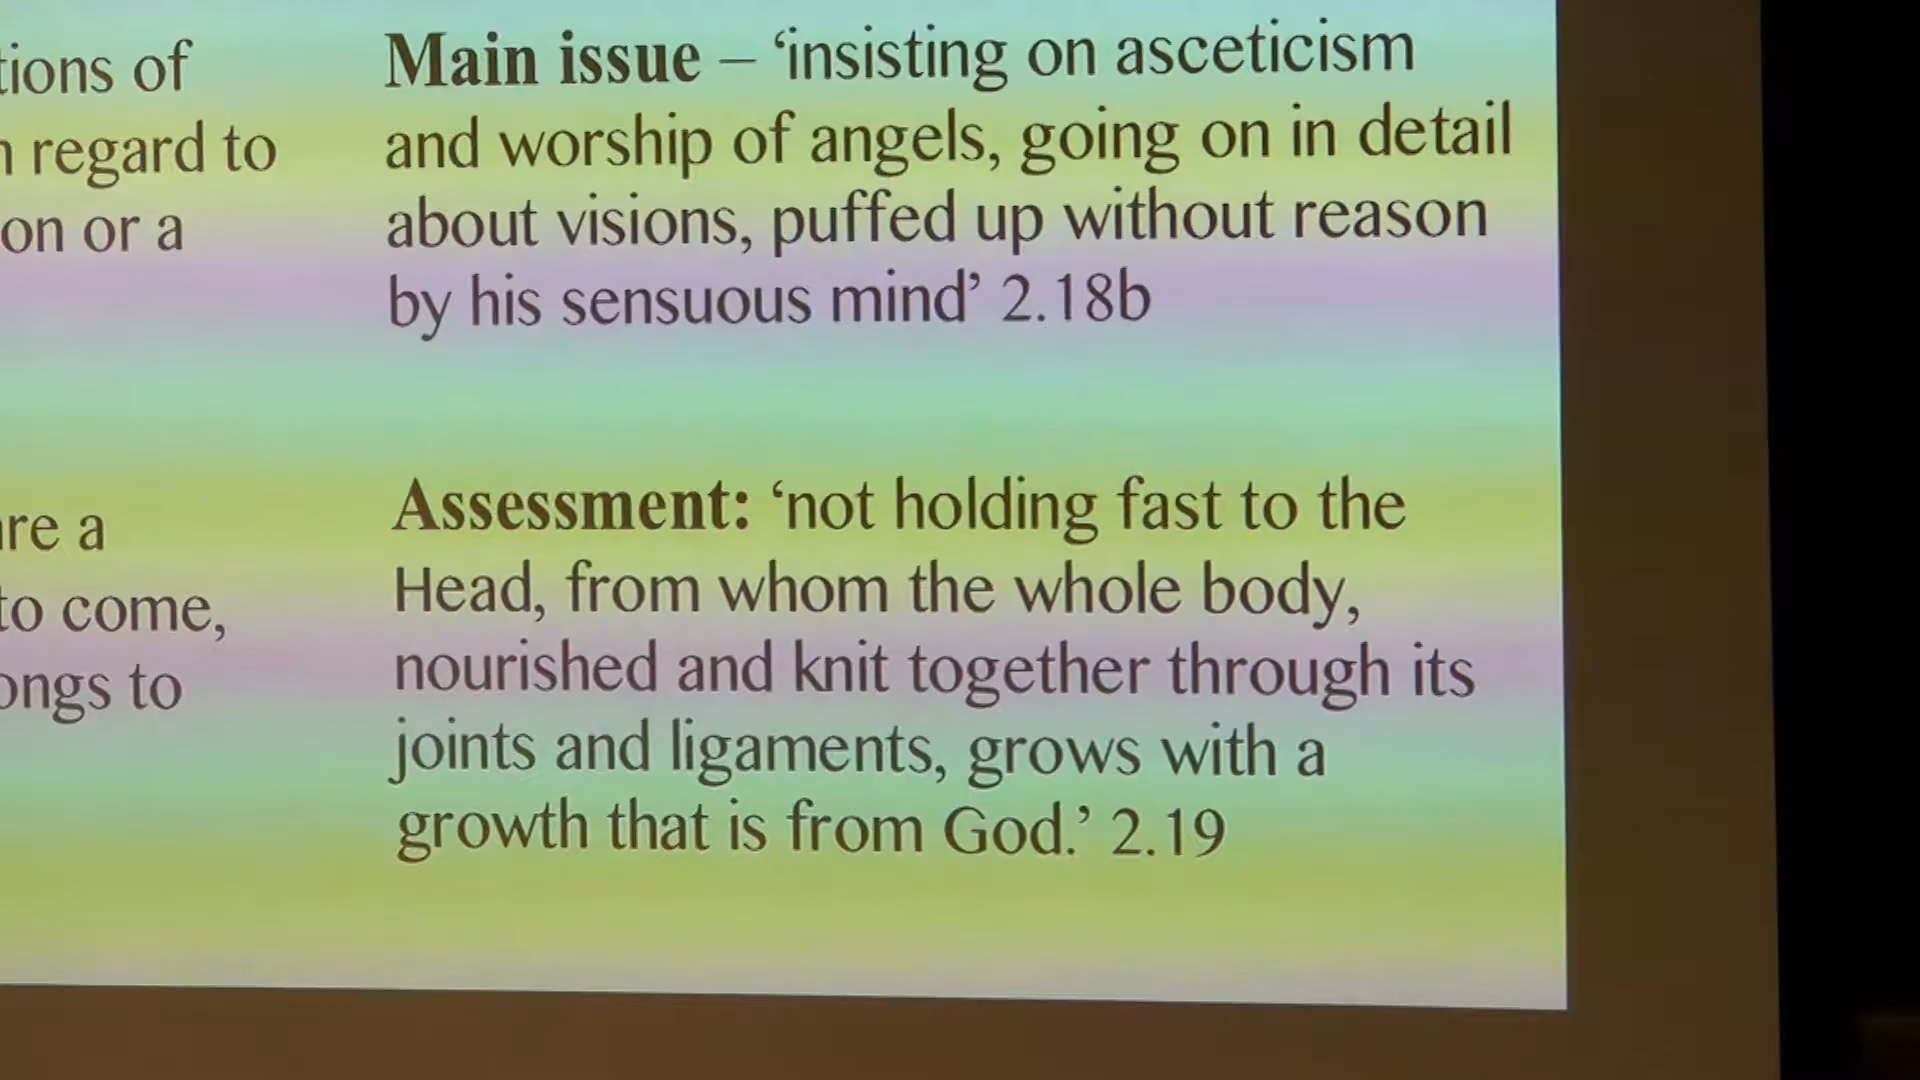 tions of
regard to
on or a
are a
to come,
ongs to
Main issue – ‘insisting on asceticism
and worship of angels, going on in detail
about visions, puffed up without reason
by his sensuous mind’ 2.18b
Assessment: ‘not holding fast to the
Head, from whom the whole body,
nourished and knit together through its
joints and ligaments, grows with a
growth that is from God.’ 2.19